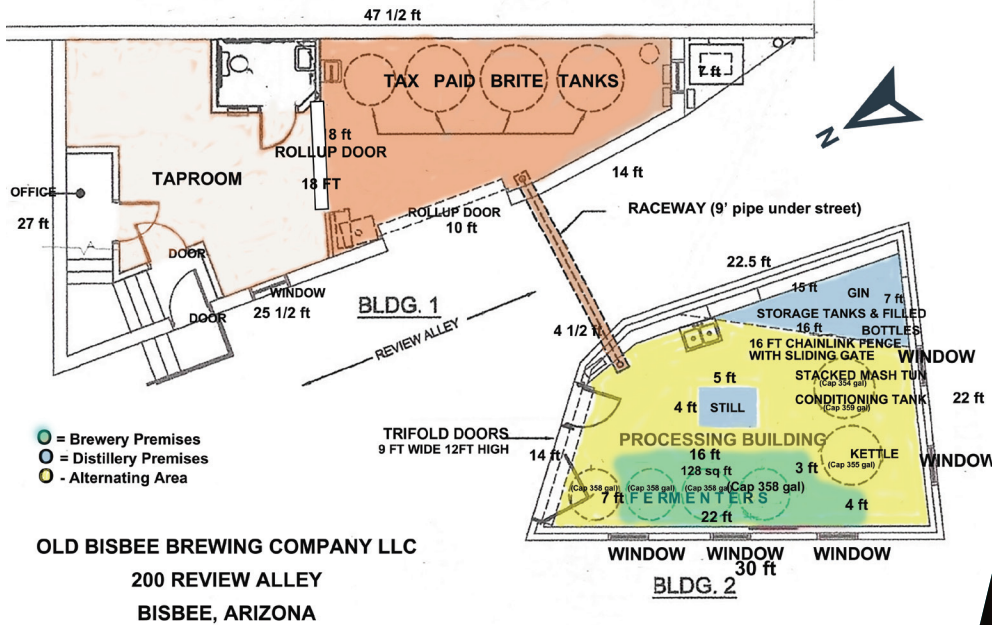 47 1/2 ft
TAX PAID BRITE TANKS
7 ft
8 ft
ROLLUP DOOR
18 FT
TAPROOM
OFFICE
27 ft
14 ft
N
RACEWAY (9' pipe under street)
ROLLUP DOOR
10 ft
DOOR
WINDOW
25 1/2 ft
DOOR
BLDG. 1
REVIEW ALLEY
22.5 ft
15 ft
GIN
7 ft
STORAGE TANKS & FILLED
16 ft
BOTTLES
4 1/2 ft
16 FT CHAINLINK FENCE
WITH SLIDING GATE
WINDOW
STACKED MASH TUN
(Cap 354 gal)
CONDITIONING TANK
(Cap 359 gal)
22 ft
5 ft
4 ft
STILL
PROCESSING BUILDING
TRIFOLD DOORS
9 FT WIDE 12FT HIGH
14 ft
16 ft
128 sq ft
3 ft
KETTLE
(Cap 355 gal)
WINDOW
(Cap 358 gal)
(Cap 358 gal)
(Cap 358 gal)
(Cap 358 gal)
7 ft
FERMENTERS
22 ft
4 ft
= Brewery Premises
= Distillery Premises
- Alternating Area
WINDOW
WINDOW
WINDOW
30 ft
BLDG. 2
OLD BISBEE BREWING COMPANY LLC
200 REVIEW ALLEY
BISBEE, ARIZONA